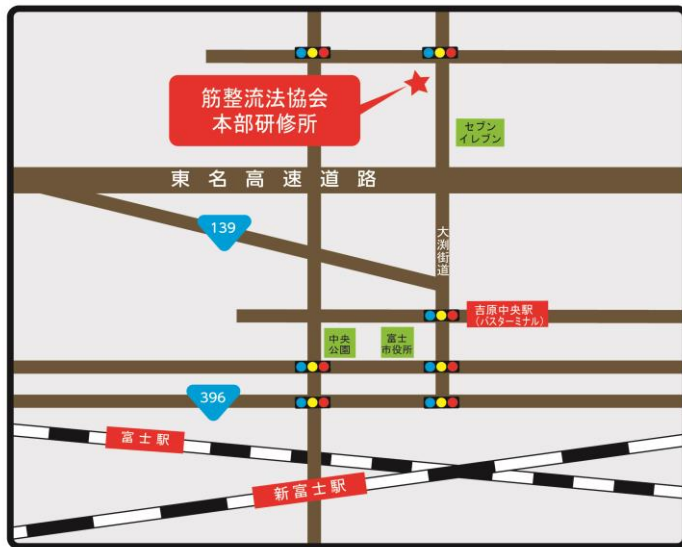 筋整流法協会
本部研修所
セブン
イレブン
東名高速道路
139
大渕街道
吉原中央駅
(バスターミナル)
中央
公園
富士
市役所
396
富士駅
新富士駅